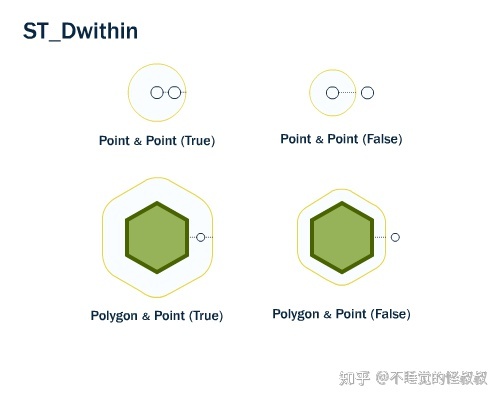 ST_Dwithin
Point & Point (True)
Point & Point (False)
Polygon & Point (True)
Polygon & Point (False)
知乎 @不睡觉的怪叔叔